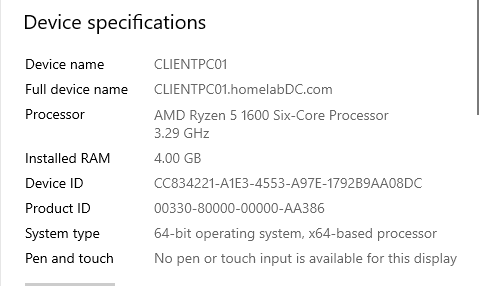 Device specifications
Device name CLIENTPC01
Full device name CLIENTPC01.homelabDC.com
Processor AMD Ryzen 5 1600 Six-Core Processor
3.29 GHz
Installed RAM 4.00 GB
Device ID CC834221-A1E3-4553-A97E-1792B9AA08DC
Product ID 00330-80000-00000-AA386
System type 64-bit operating system, x64-based processor
Pen and touch No pen or touch input is available for this display